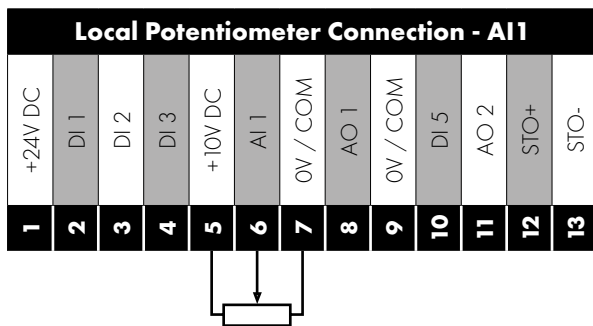 Local Potentiometer Connection - AI1
+24V DC
DI 1
DI 2
DI 3
+10V DC
AI 1
0V / COM
AO 1
0V / COM
DI 5
AO 2
STO+
STO-
1
2
3
4
5
6
7
8
9
10
11
12
13